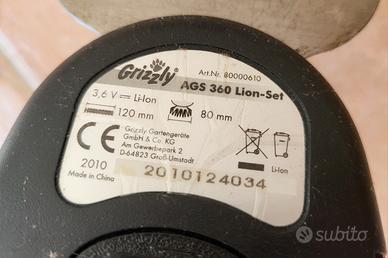 Grizzly
Art.Nr. 80000610
AGS 360 Lion-Set
3,6 V Li-Ion
120 mm 80 mm
CE
Grizzly Gartengeräte
GmbH & Co. KG
Am Gewerbepark 2
D-64823 Groß-Umstadt
2010
Made in China
Li-Ion
2010124034
subito